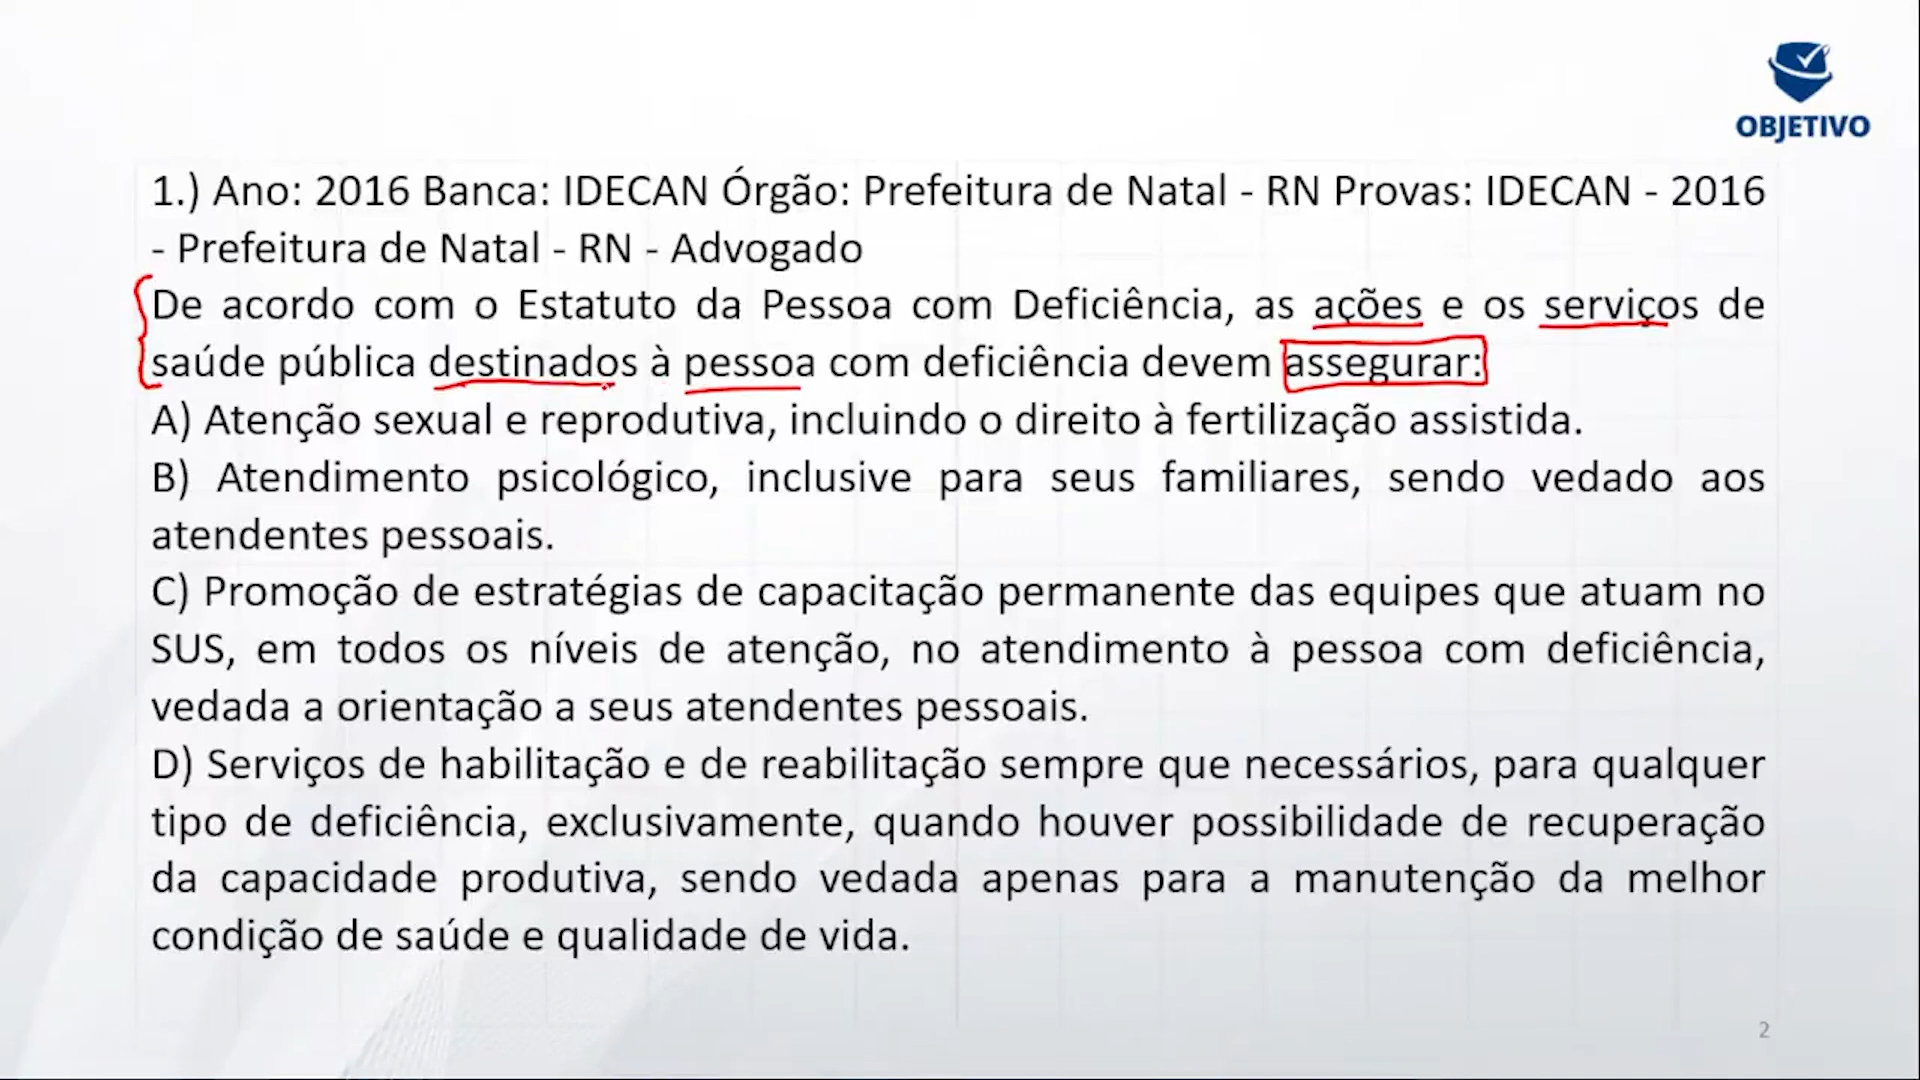 OBJETIVO
1.) Ano: 2016 Banca: IDECAN Órgão: Prefeitura de Natal - RN Provas: IDECAN - 2016
- Prefeitura de Natal - RN - Advogado
De acordo com o Estatuto da Pessoa com Deficiência, as ações e os serviços de
saúde pública destinados à pessoa com deficiência devem assegurar:
A) Atenção sexual e reprodutiva, incluindo o direito à fertilização assistida.
B) Atendimento psicológico, inclusive para seus familiares, sendo vedado aos
atendentes pessoais.
C) Promoção de estratégias de capacitação permanente das equipes que atuam no
SUS, em todos os níveis de atenção, no atendimento à pessoa com deficiência,
vedada a orientação a seus atendentes pessoais.
D) Serviços de habilitação e de reabilitação sempre que necessários, para qualquer
tipo de deficiência, exclusivamente, quando houver possibilidade de recuperação
da capacidade produtiva, sendo vedada apenas para a manutenção da melhor
condição de saúde e qualidade de vida.
2